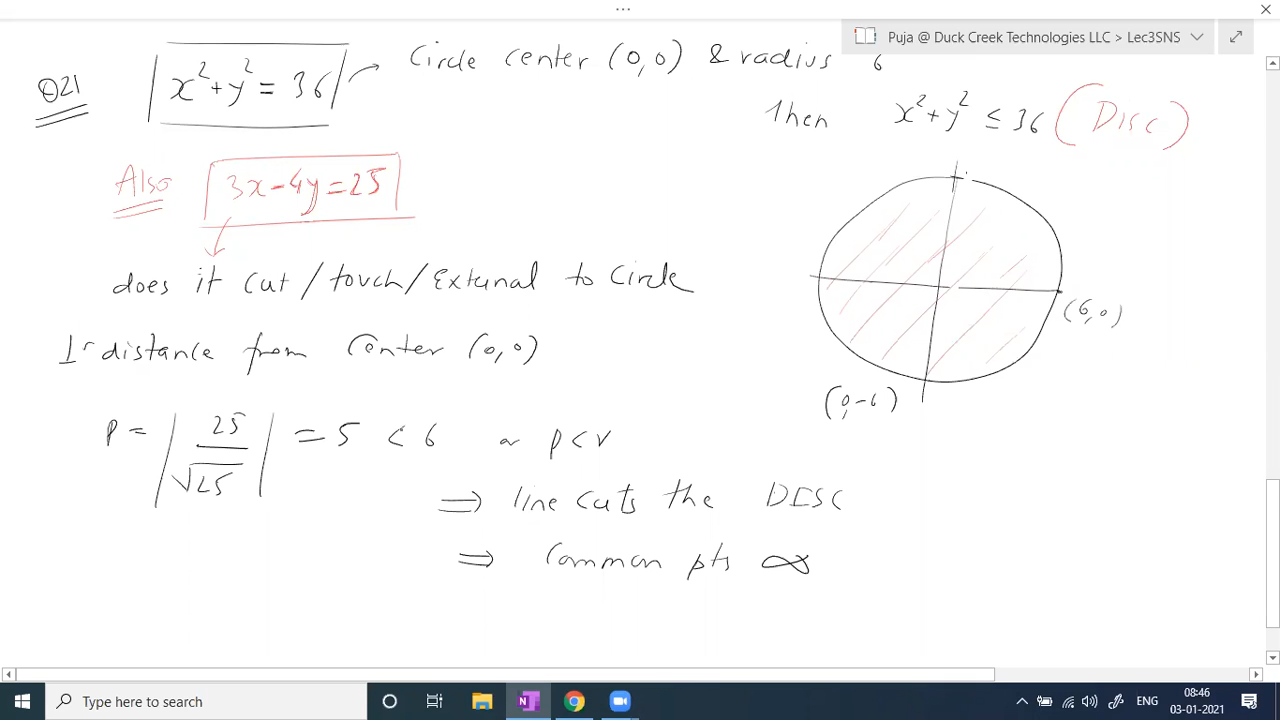 Puja @ Duck Creek Technologies LLC > Lec3SNS
Q21 x²+y² = 36 Circle center (0,0) & radius 6
Then x²+y² ≤ 36 (Disc)
Also 3x-4y=25
does it cut/touch/External to Circle
(6,0)
⊥r distance from Center (0,0)
(0,-6)
P = |25/√25| = 5 < 6 or p<r
⇒ line cuts the DISC
⇒ Common pts ∞
Type here to search
ENG
08:46
03-01-2021